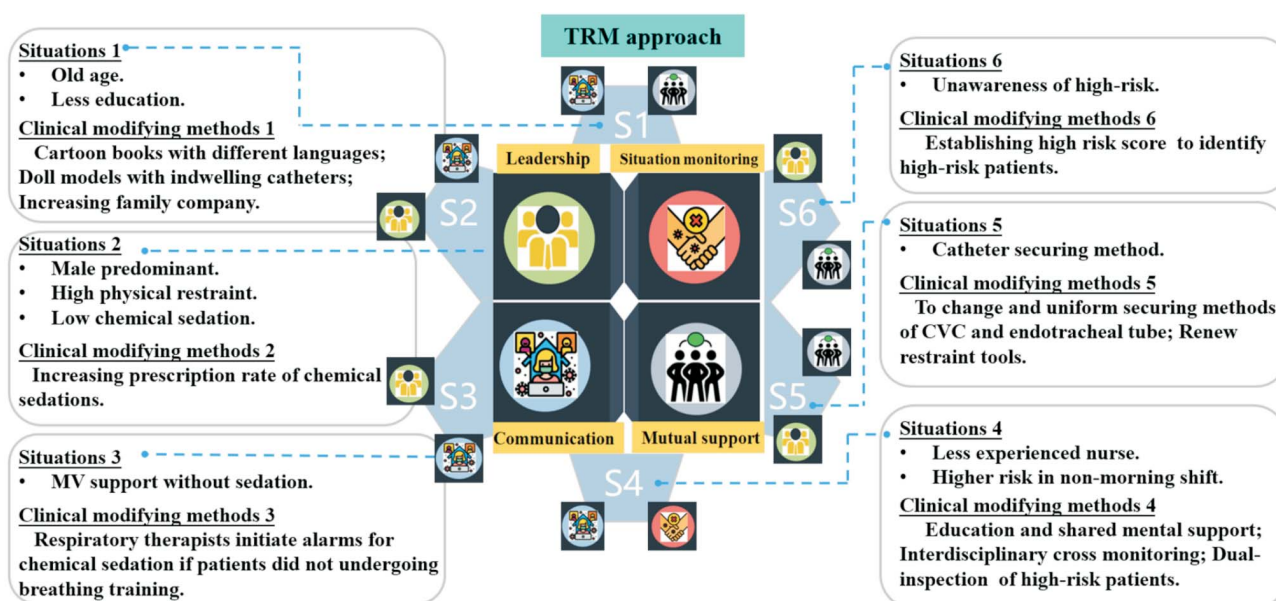 TRM approach
Situations 1
• Old age.
• Less education.
Clinical modifying methods 1
Cartoon books with different languages;
Doll models with indwelling catheters;
Increasing family company.
Situations 2
• Male predominant.
• High physical restraint.
• Low chemical sedation.
Clinical modifying methods 2
Increasing prescription rate of chemical
sedations.
Situations 3
• MV support without sedation.
Clinical modifying methods 3
Respiratory therapists initiate alarms for
chemical sedation if patients did not undergoing
breathing training.
S1
S2
S3
S4
S5
S6
Leadership
Situation monitoring
Communication
Mutual support
Situations 6
• Unawareness of high-risk.
Clinical modifying methods 6
Establishing high risk score to identify
high-risk patients.
Situations 5
• Catheter securing method.
Clinical modifying methods 5
To change and uniform securing methods
of CVC and endotracheal tube; Renew
restraint tools.
Situations 4
• Less experienced nurse.
• Higher risk in non-morning shift.
Clinical modifying methods 4
Education and shared mental support;
Interdisciplinary cross monitoring; Dual-
inspection of high-risk patients.